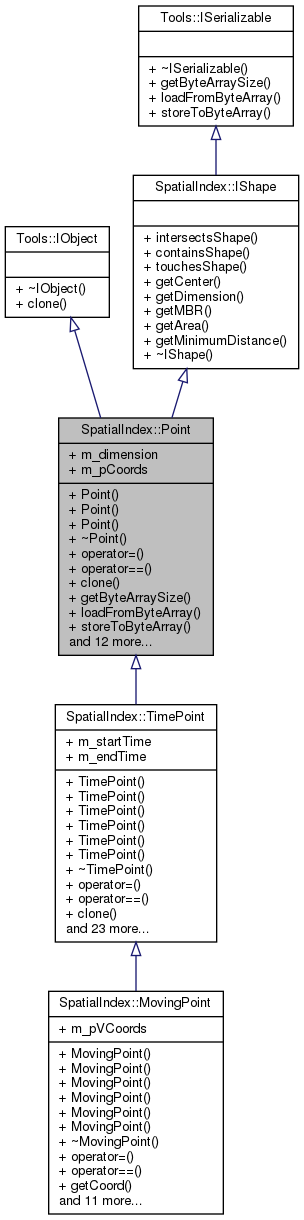 Tools::ISerializable
+ ~ISerializable()
+ getByteArraySize()
+ loadFromByteArray()
+ storeToByteArray()
SpatialIndex::IShape
+ intersectsShape()
+ containsShape()
+ touchesShape()
+ getCenter()
+ getDimension()
+ getMBR()
+ getArea()
+ getMinimumDistance()
+ ~IShape()
Tools::IObject
+ ~IObject()
+ clone()
SpatialIndex::Point
+ m_dimension
+ m_pCoords
+ Point()
+ Point()
+ Point()
+ ~Point()
+ operator=()
+ operator==()
+ clone()
+ getByteArraySize()
+ loadFromByteArray()
+ storeToByteArray()
and 12 more...
SpatialIndex::TimePoint
+ m_startTime
+ m_endTime
+ TimePoint()
+ TimePoint()
+ TimePoint()
+ TimePoint()
+ TimePoint()
+ TimePoint()
+ ~TimePoint()
+ operator=()
+ operator==()
+ clone()
and 23 more...
SpatialIndex::MovingPoint
+ m_pVCoords
+ MovingPoint()
+ MovingPoint()
+ MovingPoint()
+ MovingPoint()
+ MovingPoint()
+ MovingPoint()
+ ~MovingPoint()
+ operator=()
+ operator==()
+ getCoord()
and 11 more...